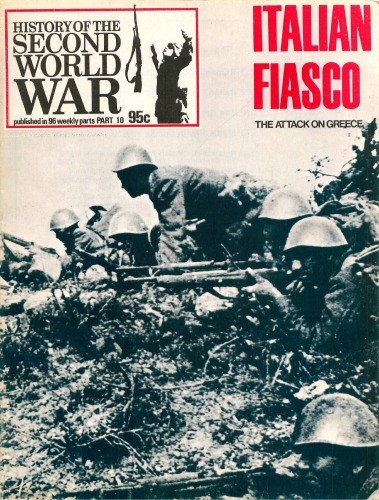 HISTORY OF THE
SECOND
WORLD
WAR
published in 96 weekly parts PART 10 95c
ITALIAN
FIASCO
THE ATTACK ON GREECE